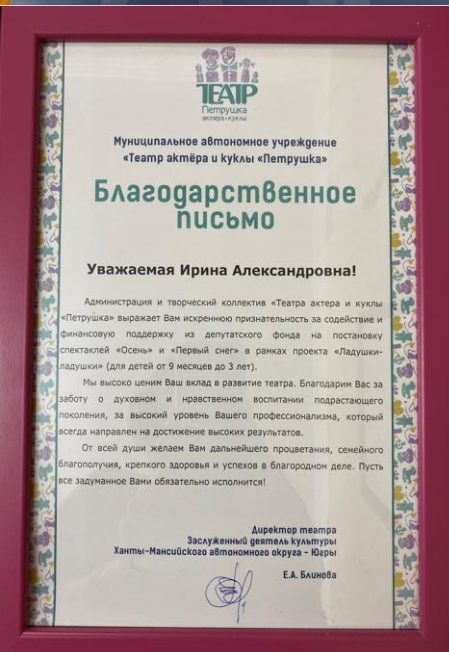 ТЕАТР
Петрушка
актера•куклы
Муниципальное автономное учреждение
«Театр актёра и куклы «Петрушка»
Благодарственное
письмо
Уважаемая Ирина Александровна!
Администрация и творческий коллектив «Театра актера и куклы
«Петрушка» выражает Вам искреннюю признательность за содействие и
финансовую поддержку из депутатского фонда на постановку
спектаклей «Осень» и «Первый снег» в рамках проекта «Ладушки-
ладушки» (для детей от 9 месяцев до 3 лет).
Мы высоко ценим Ваш вклад в развитие театра. Благодарим Вас за
заботу о духовном и нравственном воспитании подрастающего
поколения, за высокий уровень Вашего профессионализма, который
всегда направлен на достижение высоких результатов.
От всей души желаем Вам дальнейшего процветания, семейного
благополучия, крепкого здоровья и успехов в благородном деле. Пусть
все задуманное Вами обязательно исполнится!
Директор театра
Заслуженный деятель культуры
Ханты-Мансийского автономного округа – Югры
Е.А. Блинова